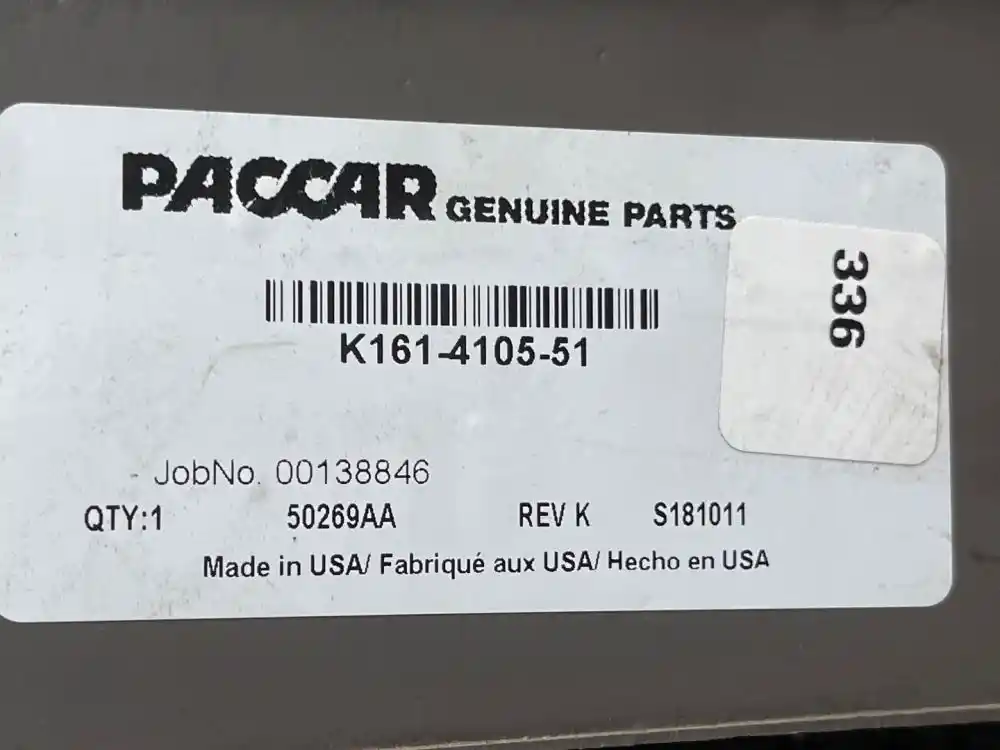 PACCAR GENUINE PARTS
336
K161-4105-51
JobNo. 00138846
QTY:1 50269AA REV K S181011
Made in USA/ Fabriqué aux USA/ Hecho en USA